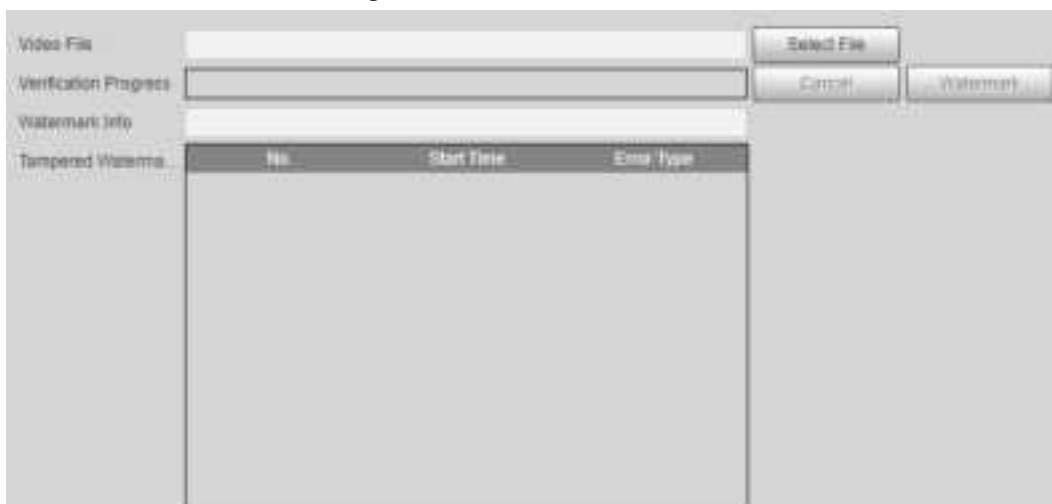 Video File Select File
Verification Progress Cancel Watermark
Watermark Info
Tampered Waterma...
No. Start Time Error Type